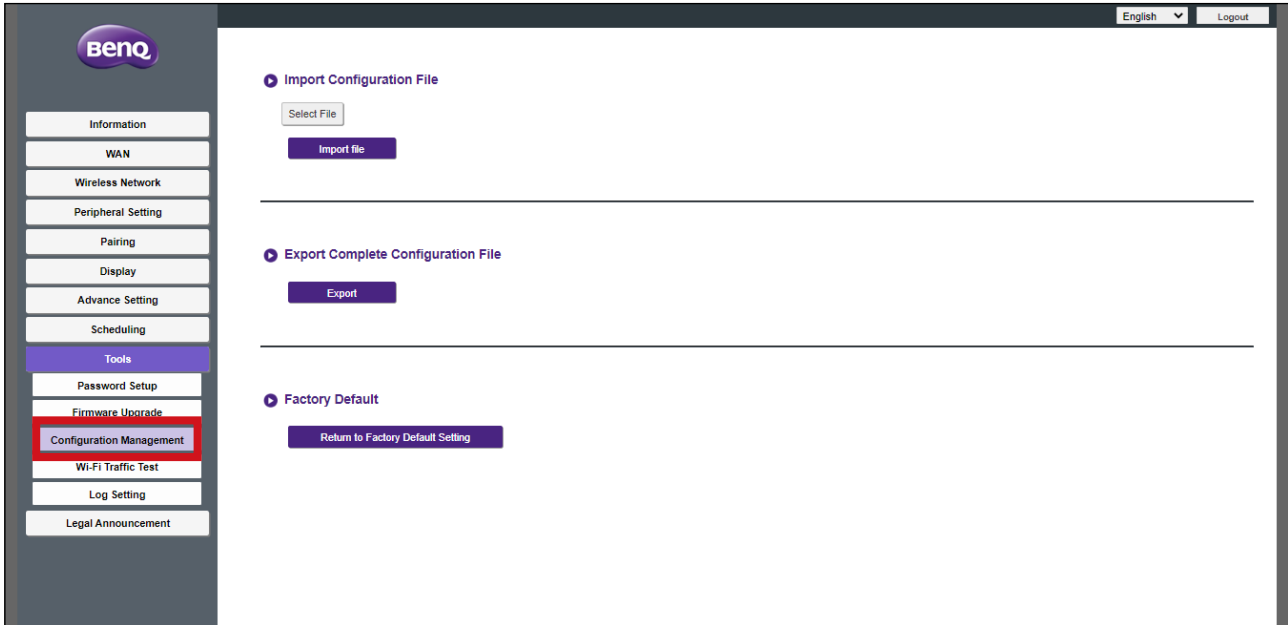 English
Logout
BenQ
Information
WAN
Wireless Network
Peripheral Setting
Pairing
Display
Advance Setting
Scheduling
Tools
Password Setup
Firmware Upgrade
Configuration Management
Wi-Fi Traffic Test
Log Setting
Legal Announcement
Import Configuration File
Select File
Import file
Export Complete Configuration File
Export
Factory Default
Return to Factory Default Setting